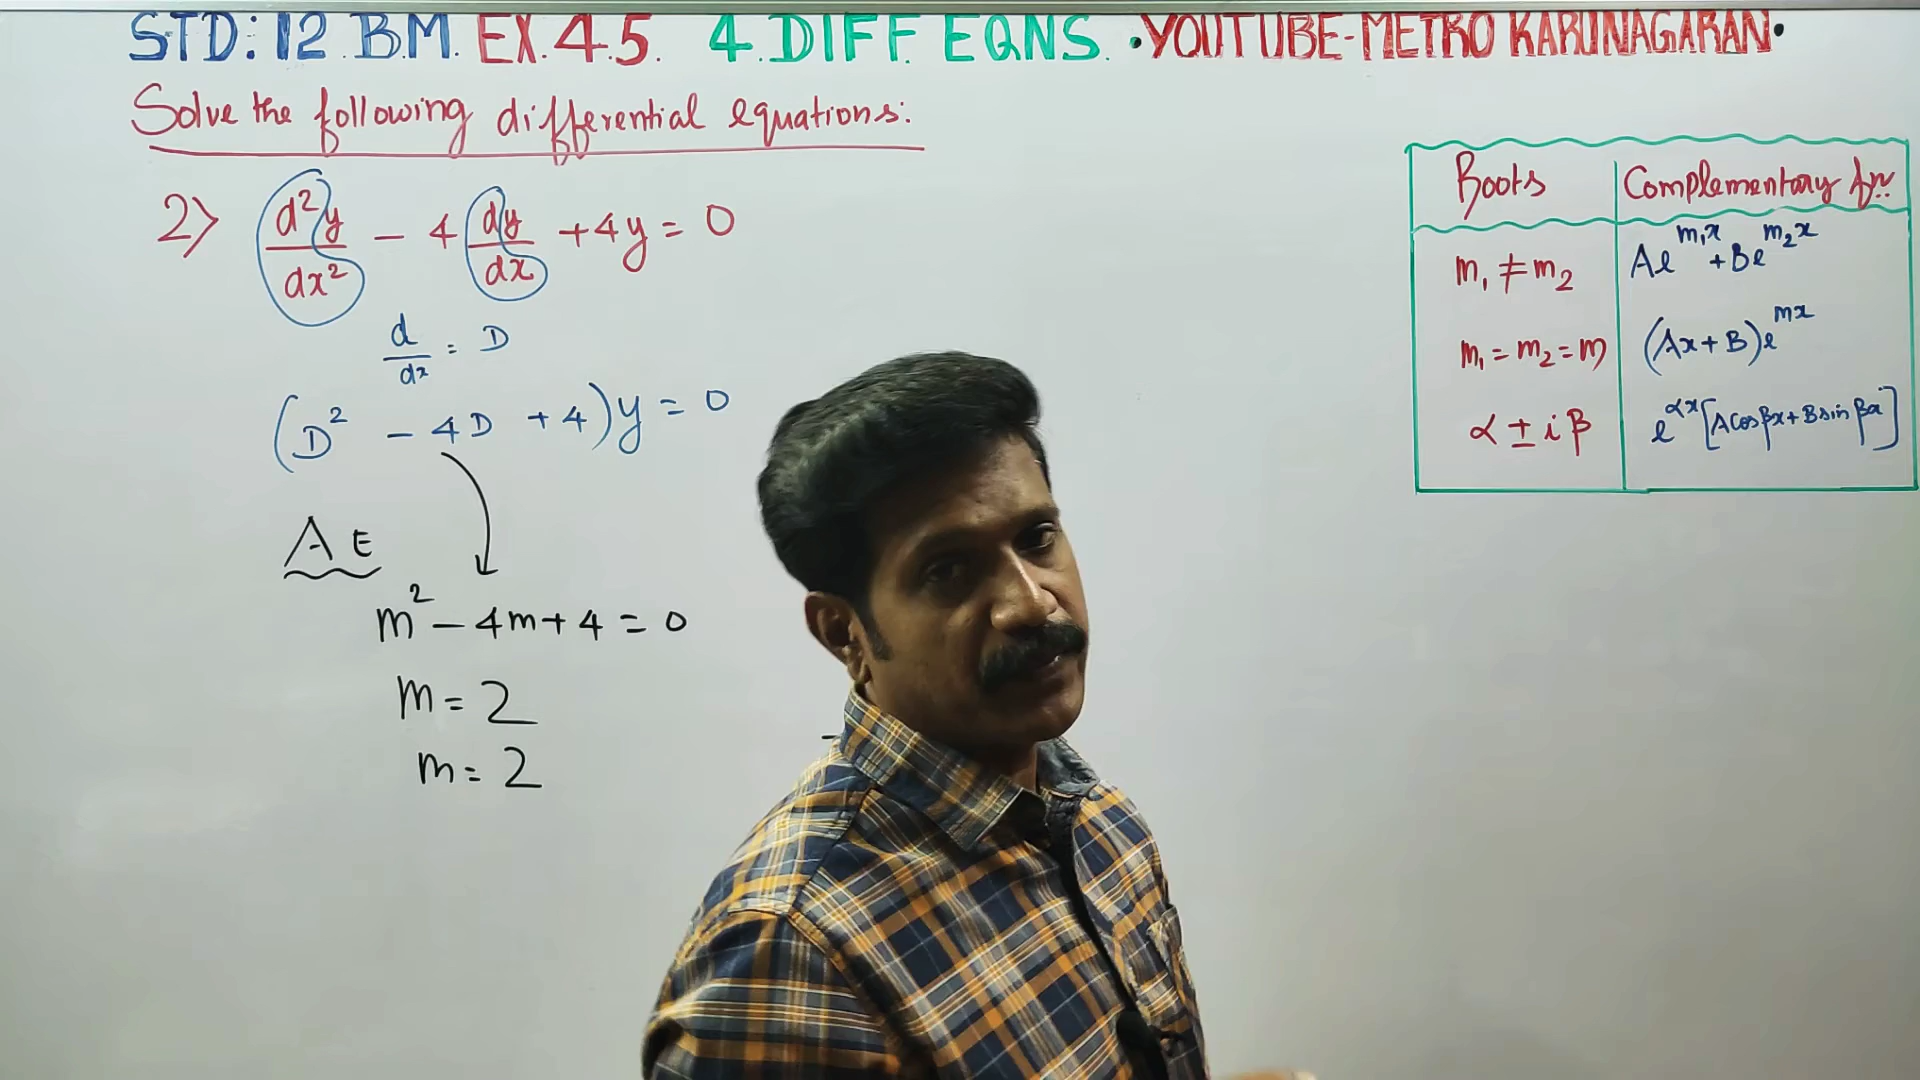 STD: 12 B.M. EX. 4.5. 4. DIFF. EQNS. •YOUTUBE-METRO KARUNAGARAN•
Solve the following differential equations:
2> d²y/dx² - 4 dy/dx + 4y = 0
d/dx = D
(D² - 4D + 4)y = 0
AE
m² - 4m + 4 = 0
m = 2
m = 2
Roots Complementary fn:
m₁ ≠ m₂ Ae^m₁x + Be^m₂x
m₁ = m₂ = m (Ax + B)e^mx
α ± iβ e^αx [A cos βx + B sin βx]